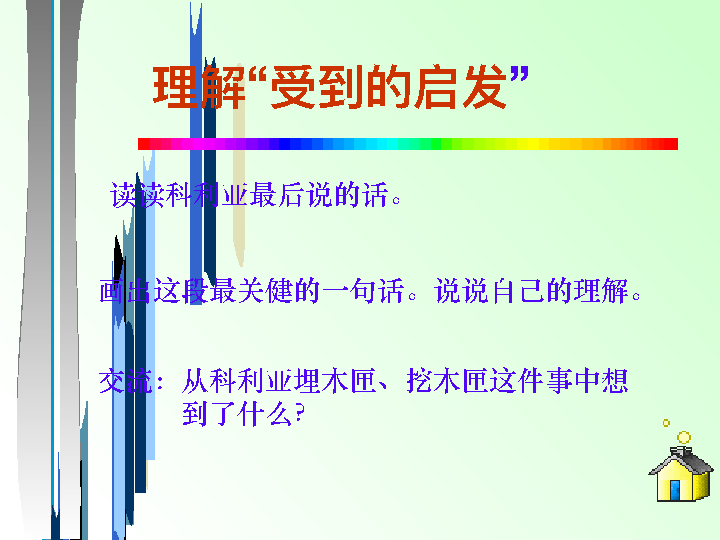 理解“受到的启发”
读读科利亚最后说的话。
画出这段最关健的一句话。说说自己的理解。
交流：从科利亚埋木匣、挖木匣这件事中想
到了什么?